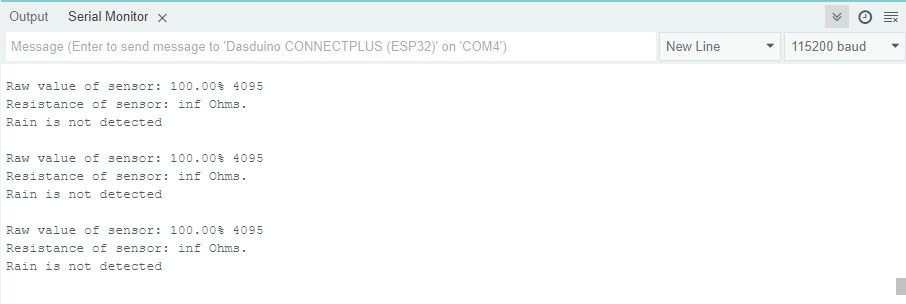 Output Serial Monitor
Message (Enter to send message to 'Dasduino CONNECTPLUS (ESP32)' on 'COM4') New Line 115200 baud
Raw value of sensor: 100.00% 4095
Resistance of sensor: inf Ohms.
Rain is not detected
Raw value of sensor: 100.00% 4095
Resistance of sensor: inf Ohms.
Rain is not detected
Raw value of sensor: 100.00% 4095
Resistance of sensor: inf Ohms.
Rain is not detected